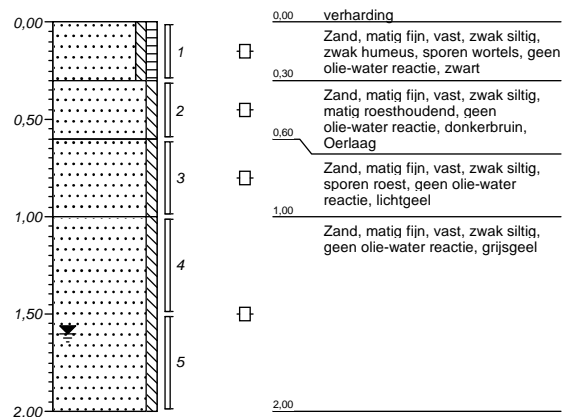 0,00
0,50
1,00
1,50
2,00
1
2
3
4
5
0,00 verharding
Zand, matig fijn, vast, zwak siltig,
zwak humeus, sporen wortels, geen
olie-water reactie, zwart
0,30
Zand, matig fijn, vast, zwak siltig,
matig roesthoudend, geen
olie-water reactie, donkerbruin,
Oerlaag
0,60
Zand, matig fijn, vast, zwak siltig,
sporen roest, geen olie-water
reactie, lichtgeel
1,00
Zand, matig fijn, vast, zwak siltig,
geen olie-water reactie, grijsgeel
2,00